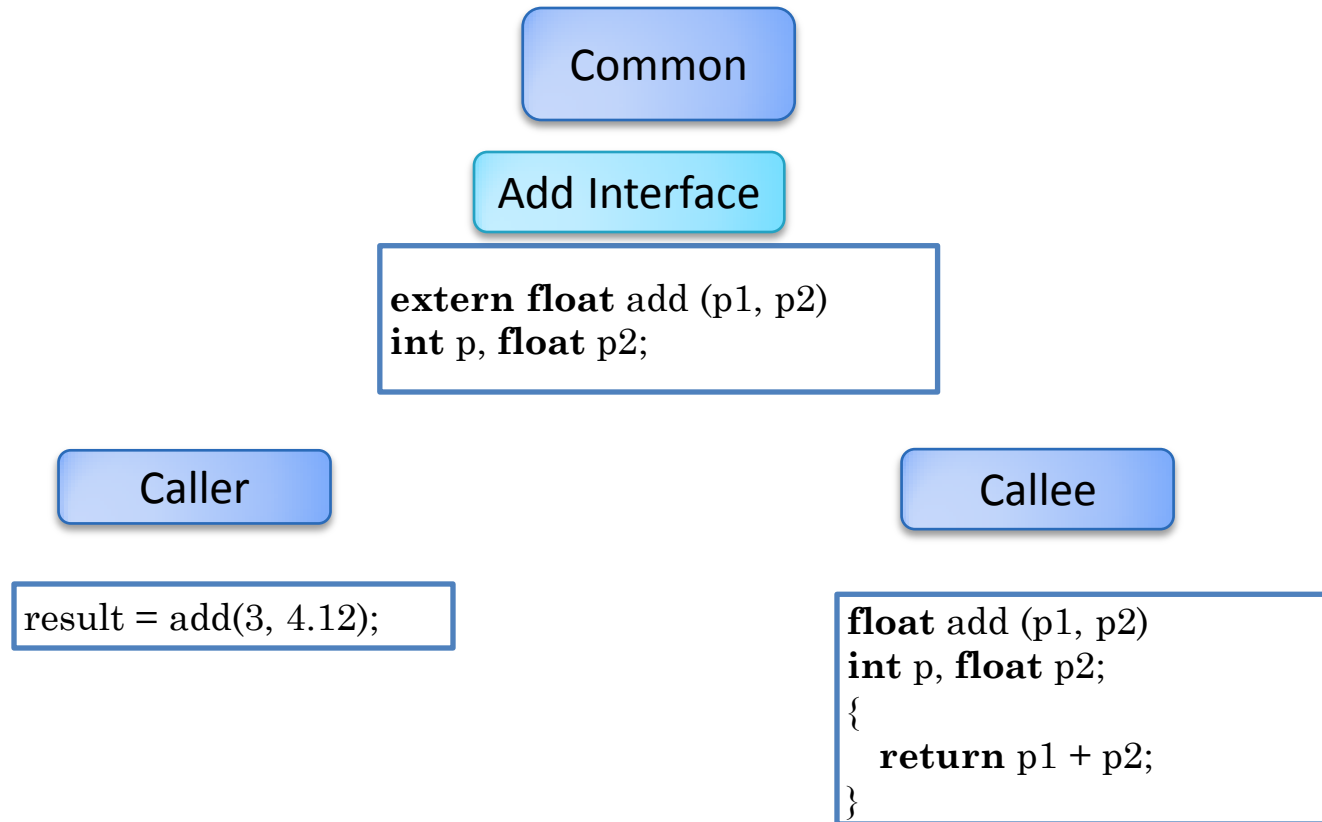 Common
Add Interface
extern float add (p1, p2)
int p, float p2;
Caller
Callee
result = add(3, 4.12);
float add (p1, p2)
int p, float p2;
{
return p1 + p2;
}